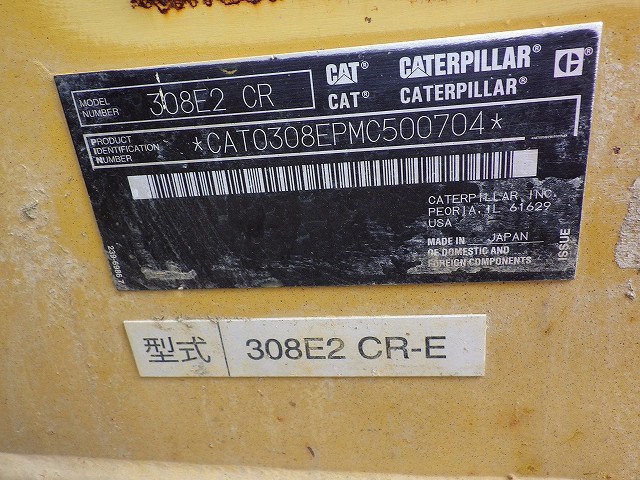 MODEL NUMBER 308E2 CR
CAT® CATERPILLAR®
CAT® CATERPILLAR®
PRODUCT IDENTIFICATION NUMBER *CAT0308EPMC500704*
CATERPILLAR INC.
PEORIA, IL 61629
USA
MADE IN JAPAN
OF DOMESTIC AND
FOREIGN COMPONENTS
ISSUE
型式 308E2 CR-E